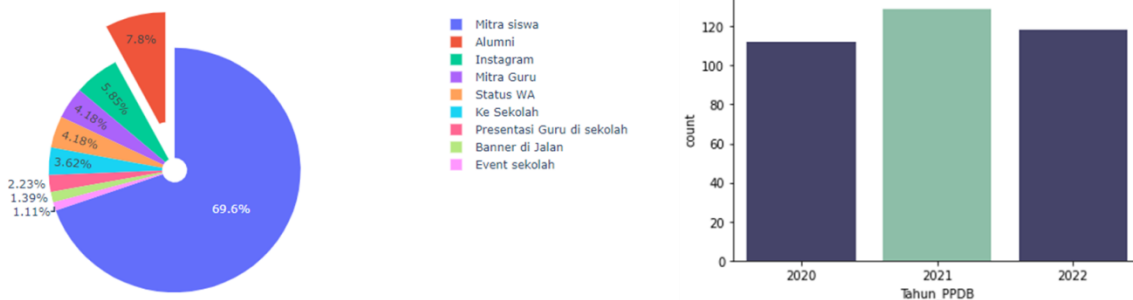 7.8%
5.85%
4.18%
4.18%
3.62%
2.23%
1.39%
1.11%
69.6%
Mitra siswa
Alumni
Instagram
Mitra Guru
Status WA
Ke Sekolah
Presentasi Guru di sekolah
Banner di Jalan
Event sekolah
120
100
80
60
40
20
0
count
2020 2021 2022
Tahun PPDB